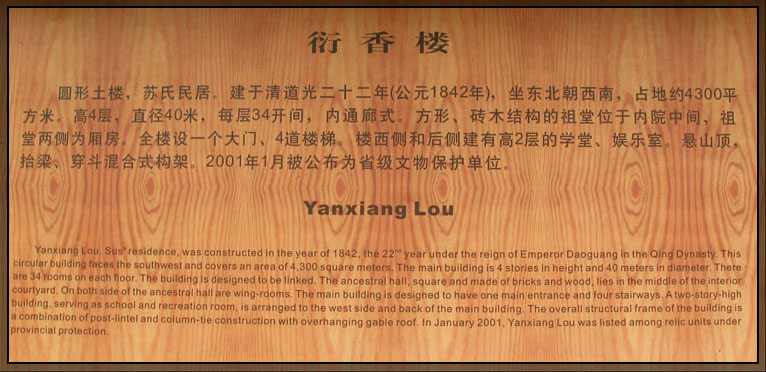 衍香楼
圆形土楼，苏氏民居。建于清道光二十二年(公元1842年)，坐东北朝西南，占地约4300平
方米。高4层，直径40米，每层34开间，内通廊式。方形、砖木结构的祖堂位于内院中间，祖
堂两侧为厢房。全楼设一个大门、4道楼梯。楼西侧和后侧建有高2层的学堂、娱乐室。悬山顶，
抬梁、穿斗混合式构架。2001年1月被公布为省级文物保护单位。
Yanxiang Lou
Yanxiang Lou, Sus' residence, was constructed in the year of 1842, the 22nd year under the reign of Emperor Daoguang in the Qing Dynasty. This
circular building faces the southwest and covers an area of 4,300 square meters. The main building is 4 stories in height and 40 meters in diameter. There
are 34 rooms on each floor. The building is designed to be linked. The ancestral hall, square and made of bricks and wood, lies in the middle of the interior
courtyard. On both side of the ancestral hall are wing-rooms. The main building is designed to have one main entrance and four stairways. A two-story-high
building, serving as school and recreation room, is arranged to the west side and back of the main building. The overall structural frame of the building is
a combination of post-lintel and column-tie construction with overhanging gable roof. In January 2001, Yanxiang Lou was listed among relic units under
provincial protection.